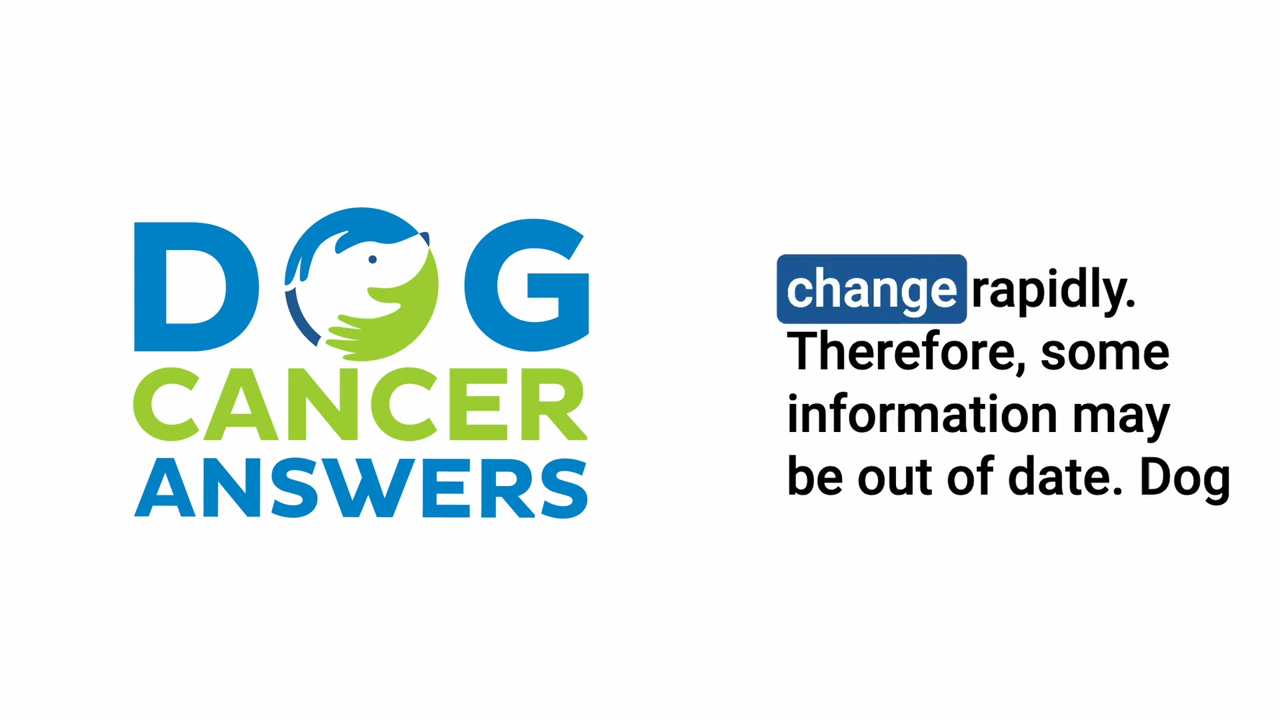 DOG
CANCER
ANSWERS
change rapidly.
Therefore, some
information may
be out of date. Dog